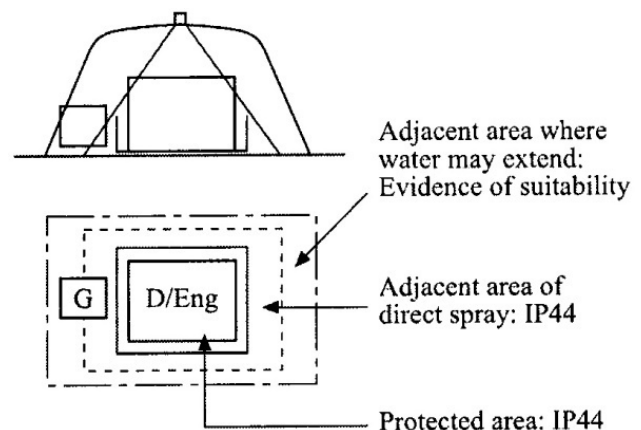 Adjacent area where
water may extend:
Evidence of suitability
G
D/Eng
Adjacent area of
direct spray: IP44
Protected area: IP44